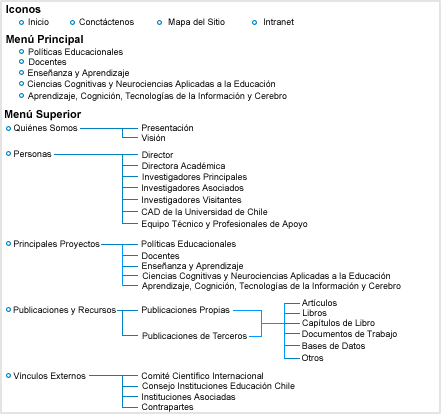 Iconos
Inicio Conctáctenos Mapa del Sitio Intranet
Menú Principal
Políticas Educacionales
Docentes
Enseñanza y Aprendizaje
Ciencias Cognitivas y Neurociencias Aplicadas a la Educación
Aprendizaje, Cognición, Tecnologías de la Información y Cerebro
Menú Superior
Quiénes Somos
Presentación
Visión
Personas
Director
Directora Académica
Investigadores Principales
Investigadores Asociados
Investigadores Visitantes
CAD de la Universidad de Chile
Equipo Técnico y Profesionales de Apoyo
Principales Proyectos
Políticas Educacionales
Docentes
Enseñanza y Aprendizaje
Ciencias Cognitivas y Neurociencias Aplicadas a la Educación
Aprendizaje, Cognición, Tecnologías de la Información y Cerebro
Publicaciones y Recursos
Publicaciones Propias
Publicaciones de Terceros
Artículos
Libros
Capítulos de Libro
Documentos de Trabajo
Bases de Datos
Otros
Vínculos Externos
Comité Científico Internacional
Consejo Instituciones Educación Chile
Instituciones Asociadas
Contrapartes